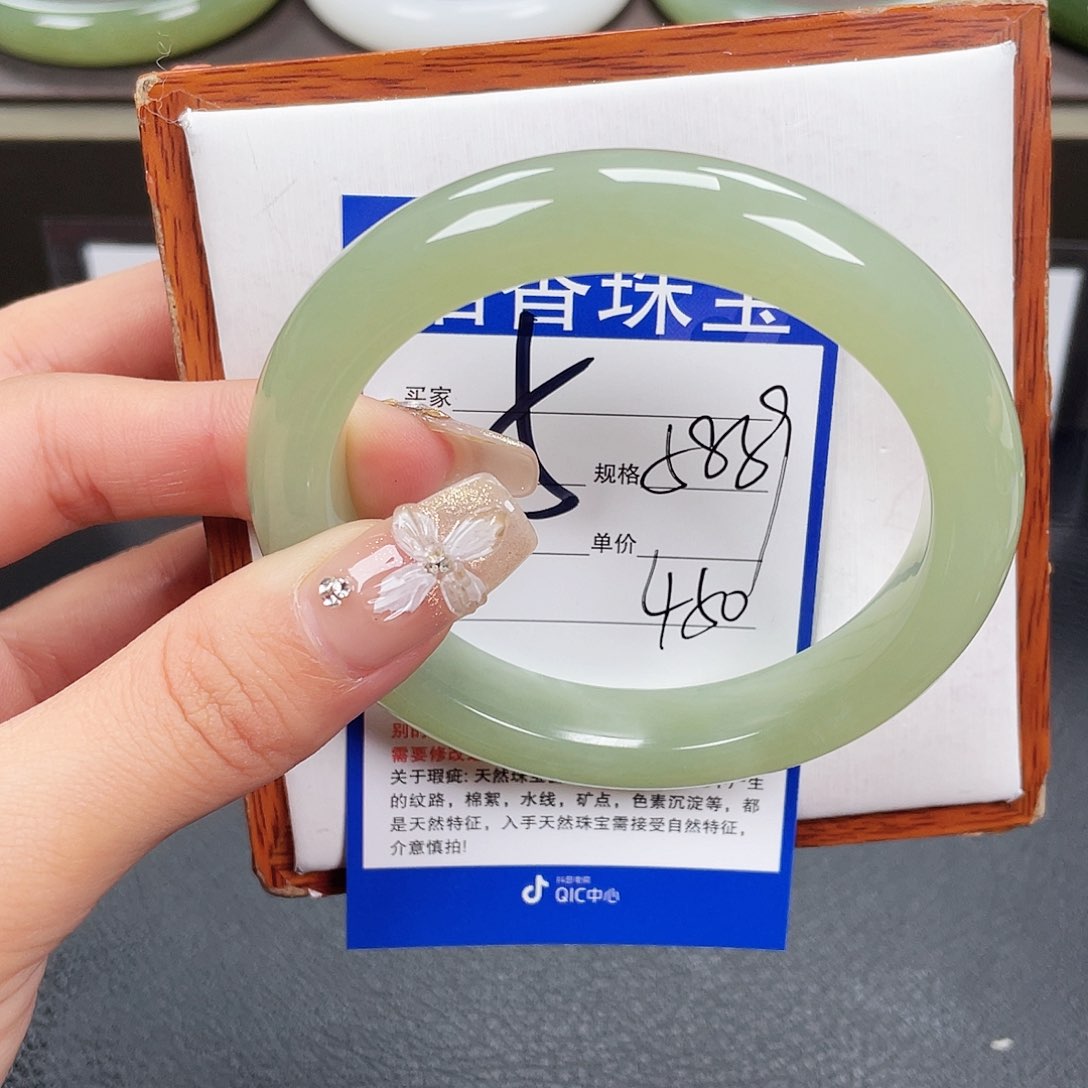 香珠宝
买家
规格 5888
单价
450
需要修改
关于瑕疵: 天然珠宝
的纹路，棉絮，水线，矿点，色素沉淀等，都
是天然特征，入手天然珠宝需接受自然特征，
介意慎拍!
QIC中心